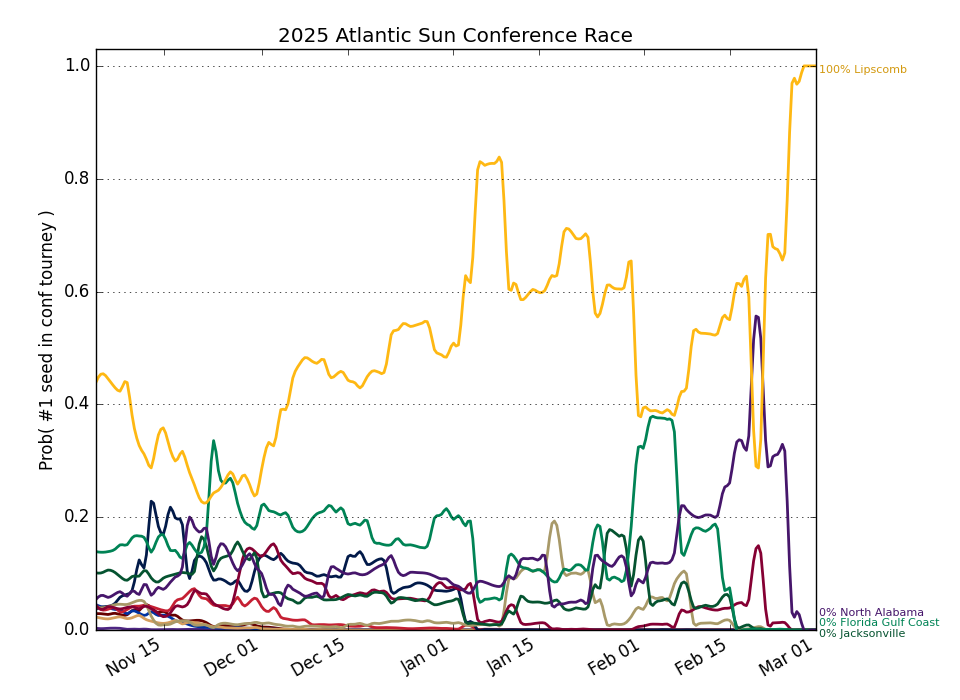 2025 Atlantic Sun Conference Race
Prob( #1 seed in conf tourney )
1.0
0.8
0.6
0.4
0.2
0.0
Nov 15
Dec 01
Dec 15
Jan 01
Jan 15
Feb 01
Feb 15
Mar 01
100% Lipscomb
0% North Alabama
0% Florida Gulf Coast
0% Jacksonville